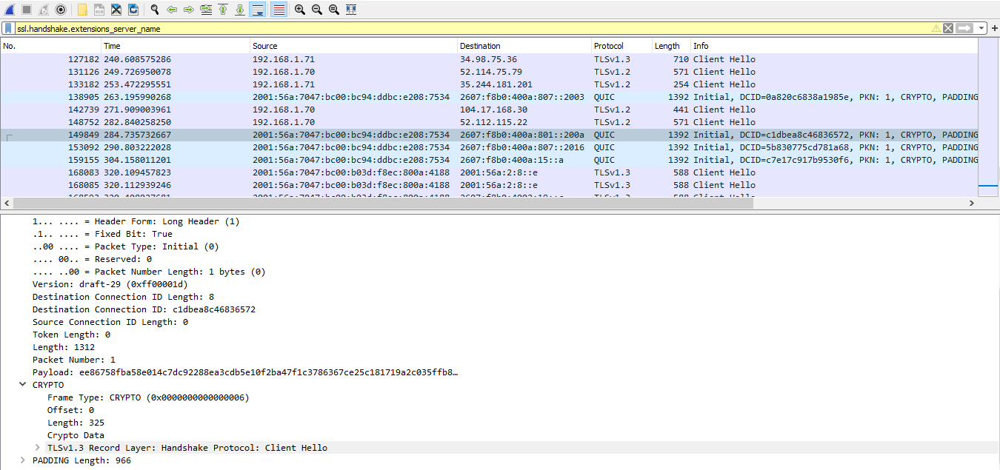 ssl.handshake.extensions_server_name
No. Time Source Destination Protocol Length Info
127182 240.608575286 192.168.1.71 34.98.75.36 TLSv1.3 710 Client Hello
131126 249.726950078 192.168.1.70 52.114.75.79 TLSv1.2 571 Client Hello
133182 253.472295551 192.168.1.71 35.244.181.201 TLSv1.2 254 Client Hello
138905 263.195990268 2001:56a:7047:bc00:bc94:ddbc:e208:7534 2607:f8b0:400a:807::2003 QUIC 1392 Initial, DCID=0a820c6838a1985e, PKN: 1, CRYPTO, PADDING
142739 271.909003961 192.168.1.70 104.17.168.30 TLSv1.2 441 Client Hello
148752 282.840258250 192.168.1.70 52.112.115.22 TLSv1.2 571 Client Hello
149849 284.735732667 2001:56a:7047:bc00:bc94:ddbc:e208:7534 2607:f8b0:400a:801::200a QUIC 1392 Initial, DCID=c1dbea8c46836572, PKN: 1, CRYPTO, PADDING
153092 290.803222028 2001:56a:7047:bc00:bc94:ddbc:e208:7534 2607:f8b0:400a:807::2016 QUIC 1392 Initial, DCID=5b830775cd781a68, PKN: 1, CRYPTO, PADDING
159155 304.158011201 2001:56a:7047:bc00:bc94:ddbc:e208:7534 2607:f8b0:400a:15::a QUIC 1392 Initial, DCID=c7e17c917b9530f6, PKN: 1, CRYPTO, PADDING
168083 320.109457823 2001:56a:7047:bc00:b03d:f8ec:800a:4188 2001:56a:2:8::e TLSv1.3 588 Client Hello
168085 320.112939246 2001:56a:7047:bc00:b03d:f8ec:800a:4188 2001:56a:2:8::e TLSv1.3 588 Client Hello
1... .... = Header Form: Long Header (1)
.1.. .... = Fixed Bit: True
..00 .... = Packet Type: Initial (0)
.... 00.. = Reserved: 0
.... ..00 = Packet Number Length: 1 bytes (0)
Version: draft-29 (0xff00001d)
Destination Connection ID Length: 8
Destination Connection ID: c1dbea8c46836572
Source Connection ID Length: 0
Token Length: 0
Length: 1312
Packet Number: 1
Payload: ee86758fba58e014c7dc92288ea3cdb5e10f2ba47f1c3786367ce25c181719a2c035ffb8…
CRYPTO
Frame Type: CRYPTO (0x0000000000000006)
Offset: 0
Length: 325
Crypto Data
TLSv1.3 Record Layer: Handshake Protocol: Client Hello
PADDING Length: 966